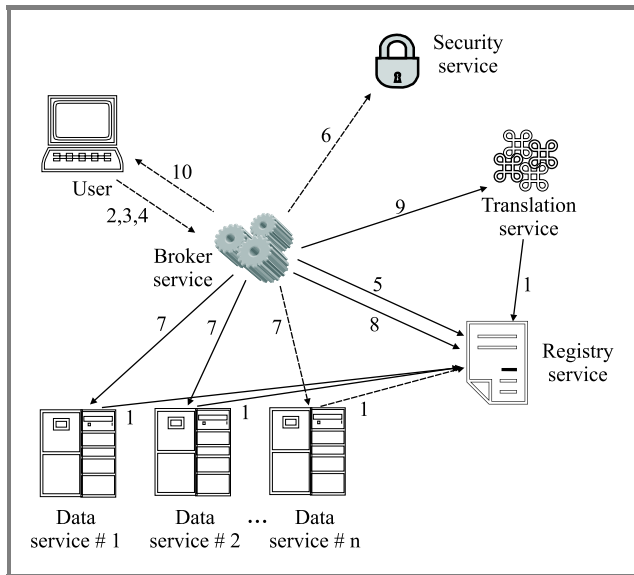 Security
service
6
10
User
2,3,4
9
Translation
service
Broker
service
5
8
1
7
7
7
Registry
service
1
1
1
Data
service # 1
Data
service # 2
...
Data
service # n